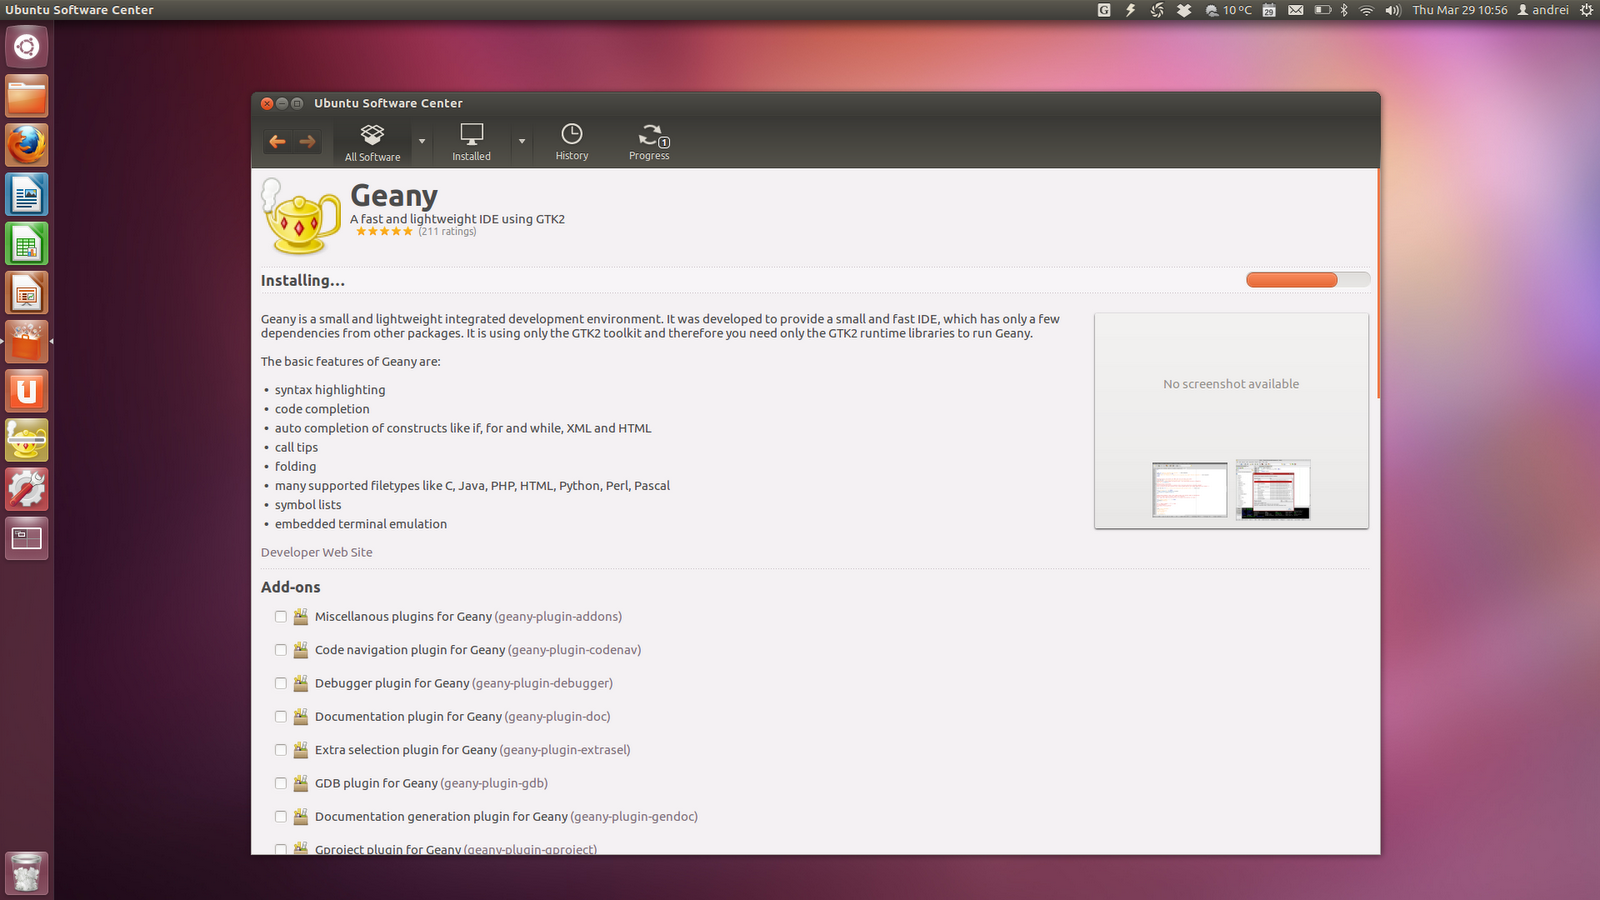 Ubuntu Software Center
10 ºC
29
Thu Mar 29 10:56
andrei
Ubuntu Software Center
All Software
Installed
History
1
Progress
Geany
A fast and lightweight IDE using GTK2
(211 ratings)
Installing…
Geany is a small and lightweight integrated development environment. It was developed to provide a small and fast IDE, which has only a few
dependencies from other packages. It is using only the GTK2 toolkit and therefore you need only the GTK2 runtime libraries to run Geany.
No screenshot available
The basic features of Geany are:
• syntax highlighting
• code completion
• auto completion of constructs like if, for and while, XML and HTML
• call tips
• folding
• many supported filetypes like C, Java, PHP, HTML, Python, Perl, Pascal
• symbol lists
• embedded terminal emulation
Developer Web Site
Add-ons
Miscellanous plugins for Geany (geany-plugin-addons)
Code navigation plugin for Geany (geany-plugin-codenav)
Debugger plugin for Geany (geany-plugin-debugger)
Documentation plugin for Geany (geany-plugin-doc)
Extra selection plugin for Geany (geany-plugin-extrasel)
GDB plugin for Geany (geany-plugin-gdb)
Documentation generation plugin for Geany (geany-plugin-gendoc)
Gproject plugin for Geany (geany-plugin-gproject)